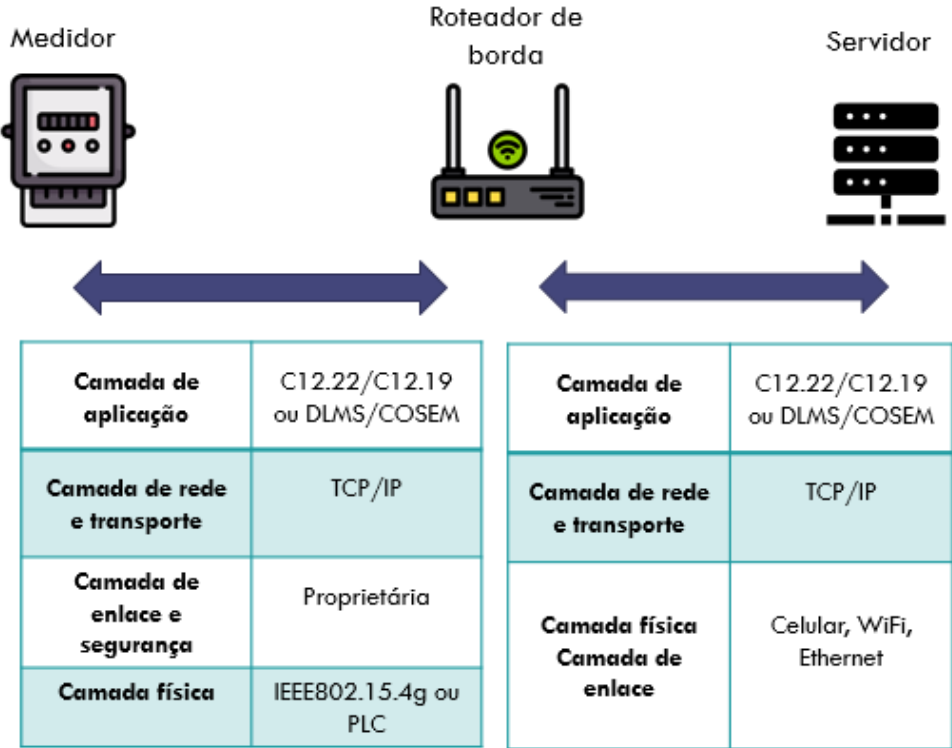 Medidor
Roteador de
borda
Servidor
Camada de
aplicação
C12.22/C12.19
ou DLMS/COSEM
Camada de rede
e transporte
TCP/IP
Camada de
enlace e
segurança
Proprietária
Camada física
IEEE802.15.4g ou
PLC
Camada de
aplicação
C12.22/C12.19
ou DLMS/COSEM
Camada de rede
e transporte
TCP/IP
Camada física
Camada de
enlace
Celular, WiFi,
Ethernet